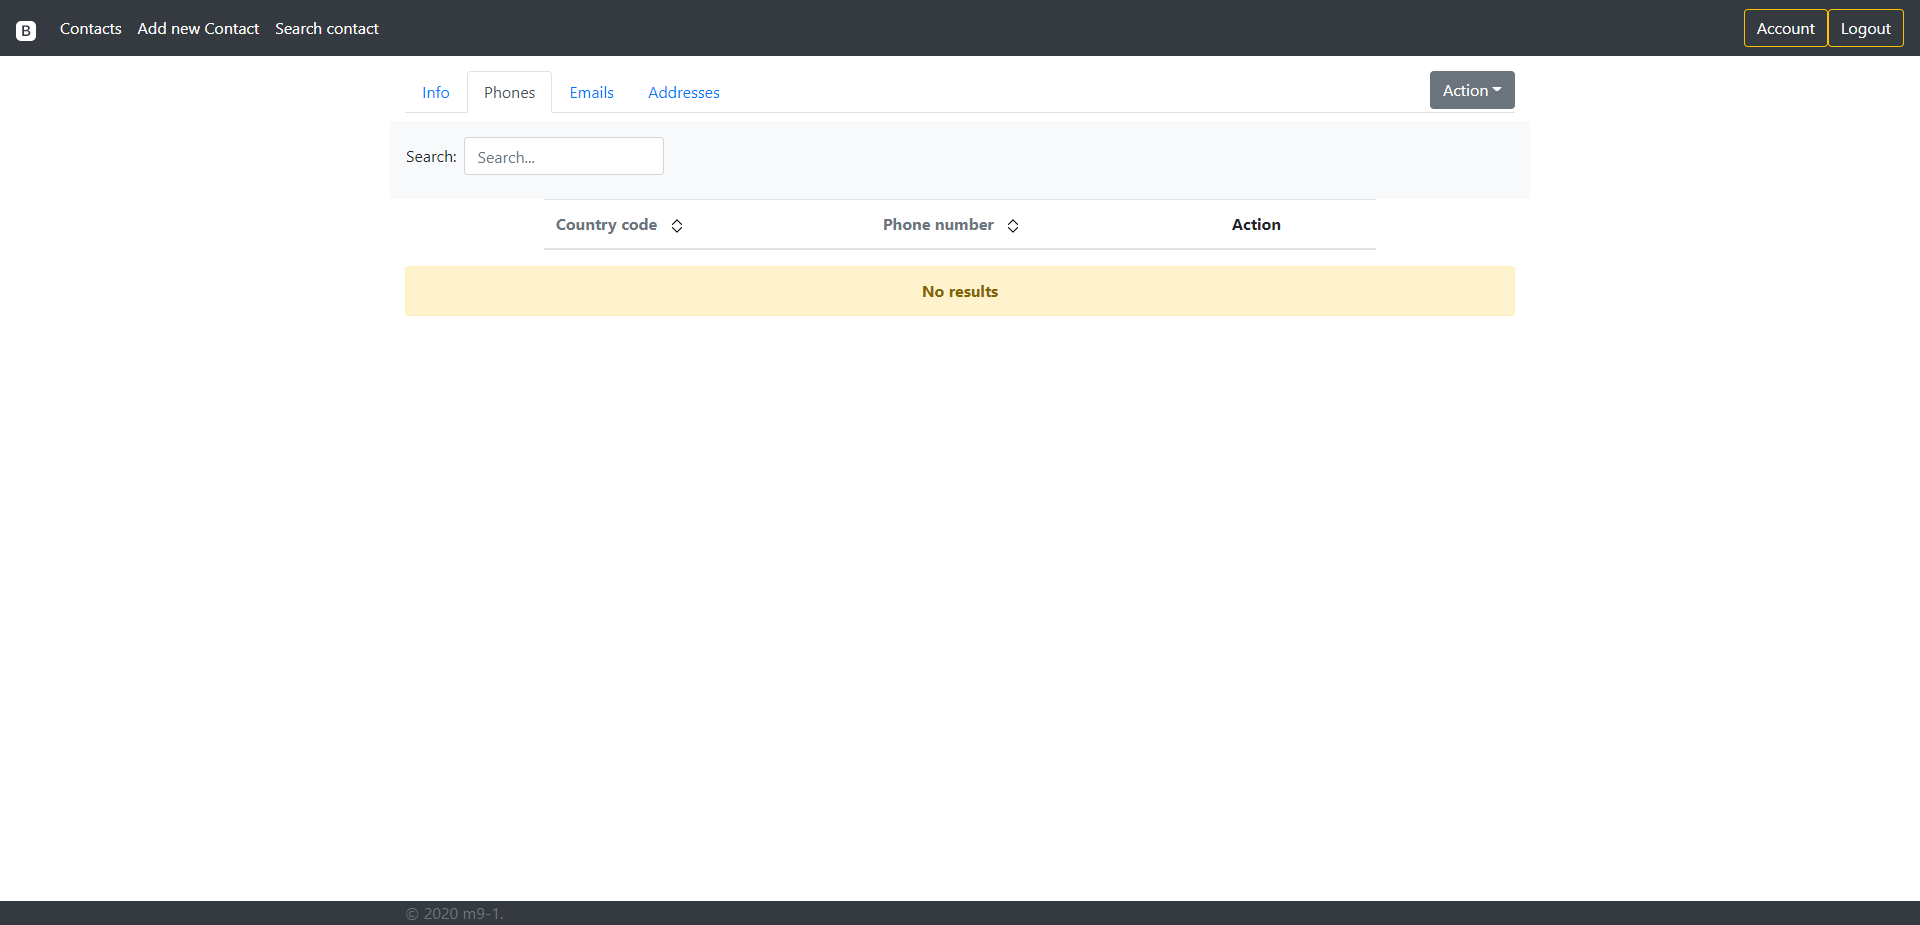 B Contacts Add new Contact Search contact Account Logout
Info Phones Emails Addresses Action
Search: Search...
Country code Phone number Action
No results
© 2020 m9-1.